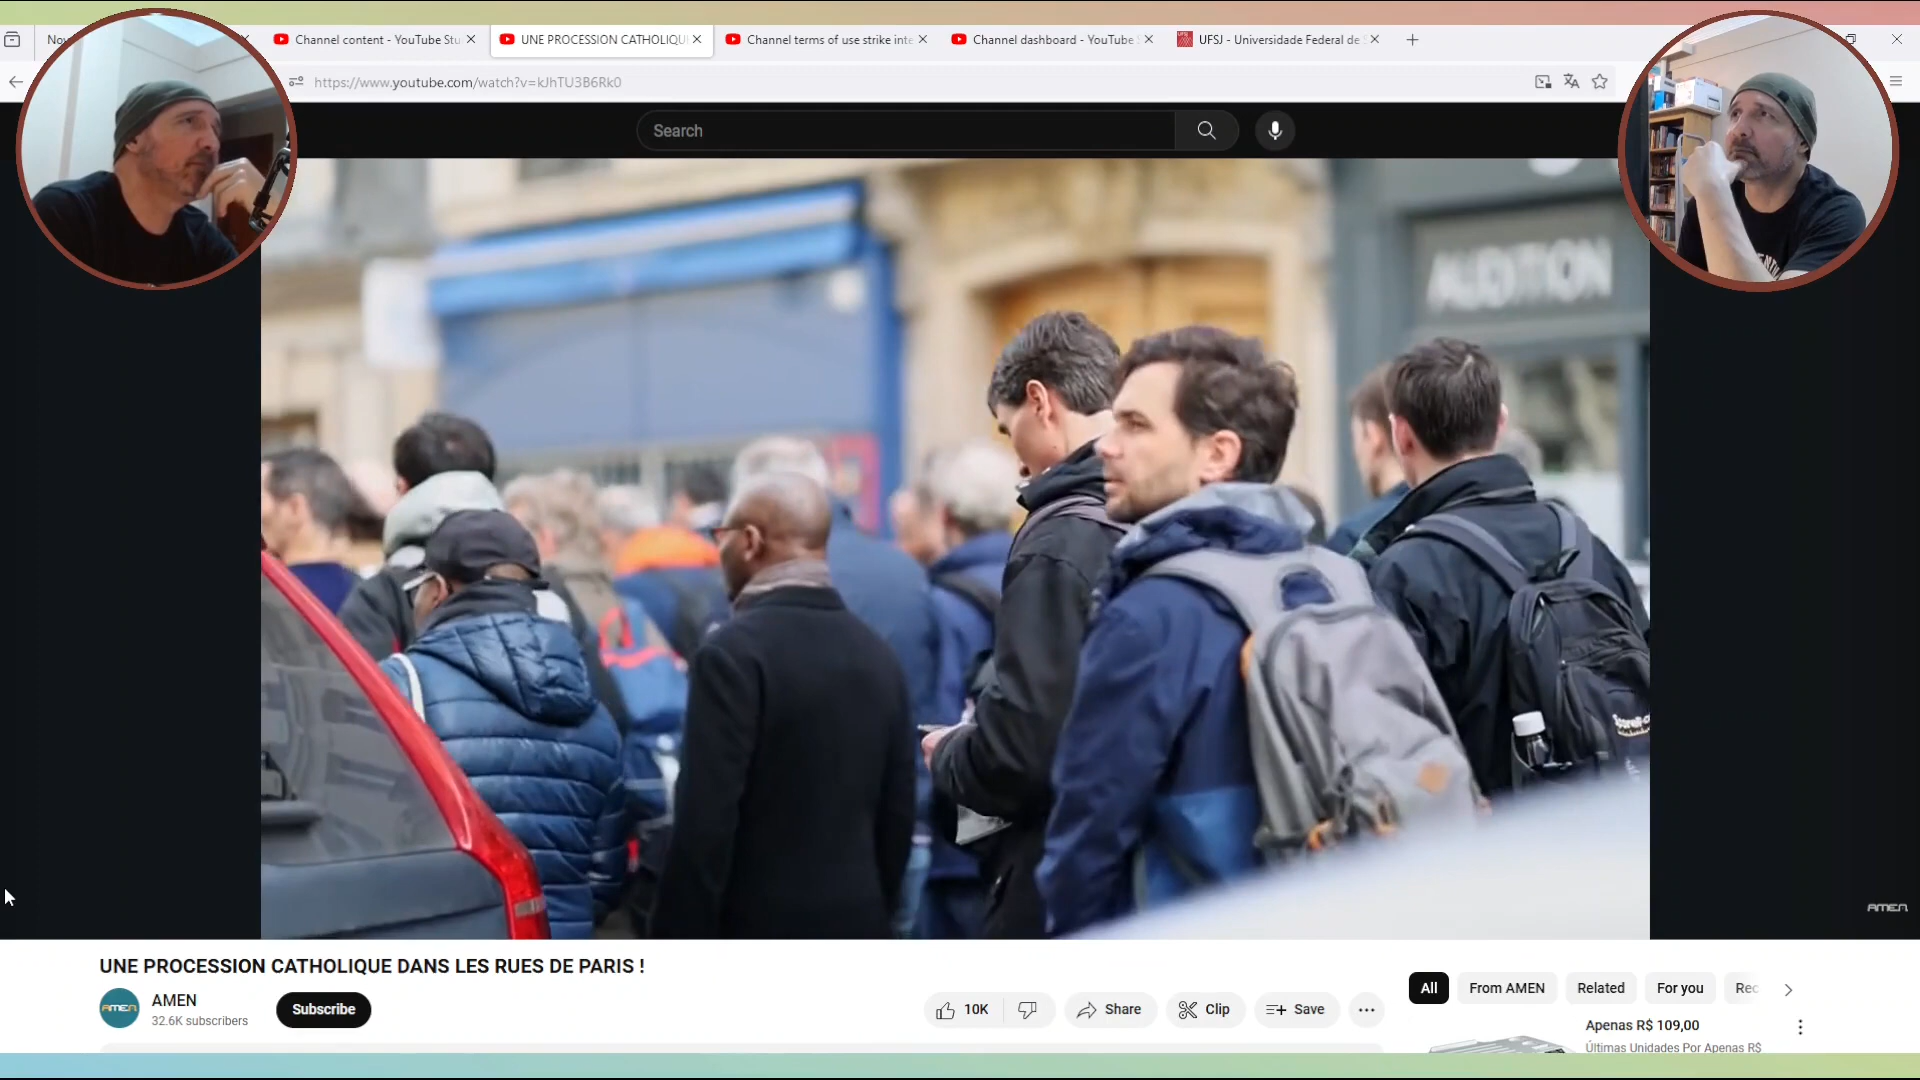 Channel content - YouTube Stu
UNE PROCESSION CATHOLIQU
Channel terms of use strike inte
Channel dashboard - YouTube S
UFSJ - Universidade Federal de
https://www.youtube.com/watch?v=kJhTU3B6Rk0
Search
AUDITION
AMEN
UNE PROCESSION CATHOLIQUE DANS LES RUES DE PARIS !
AMEN
32.6K subscribers
Subscribe
10K
Share
Clip
Save
All
From AMEN
Related
For you
Rec
Apenas R$ 109,00
Últimas Unidades Por Apenas R$